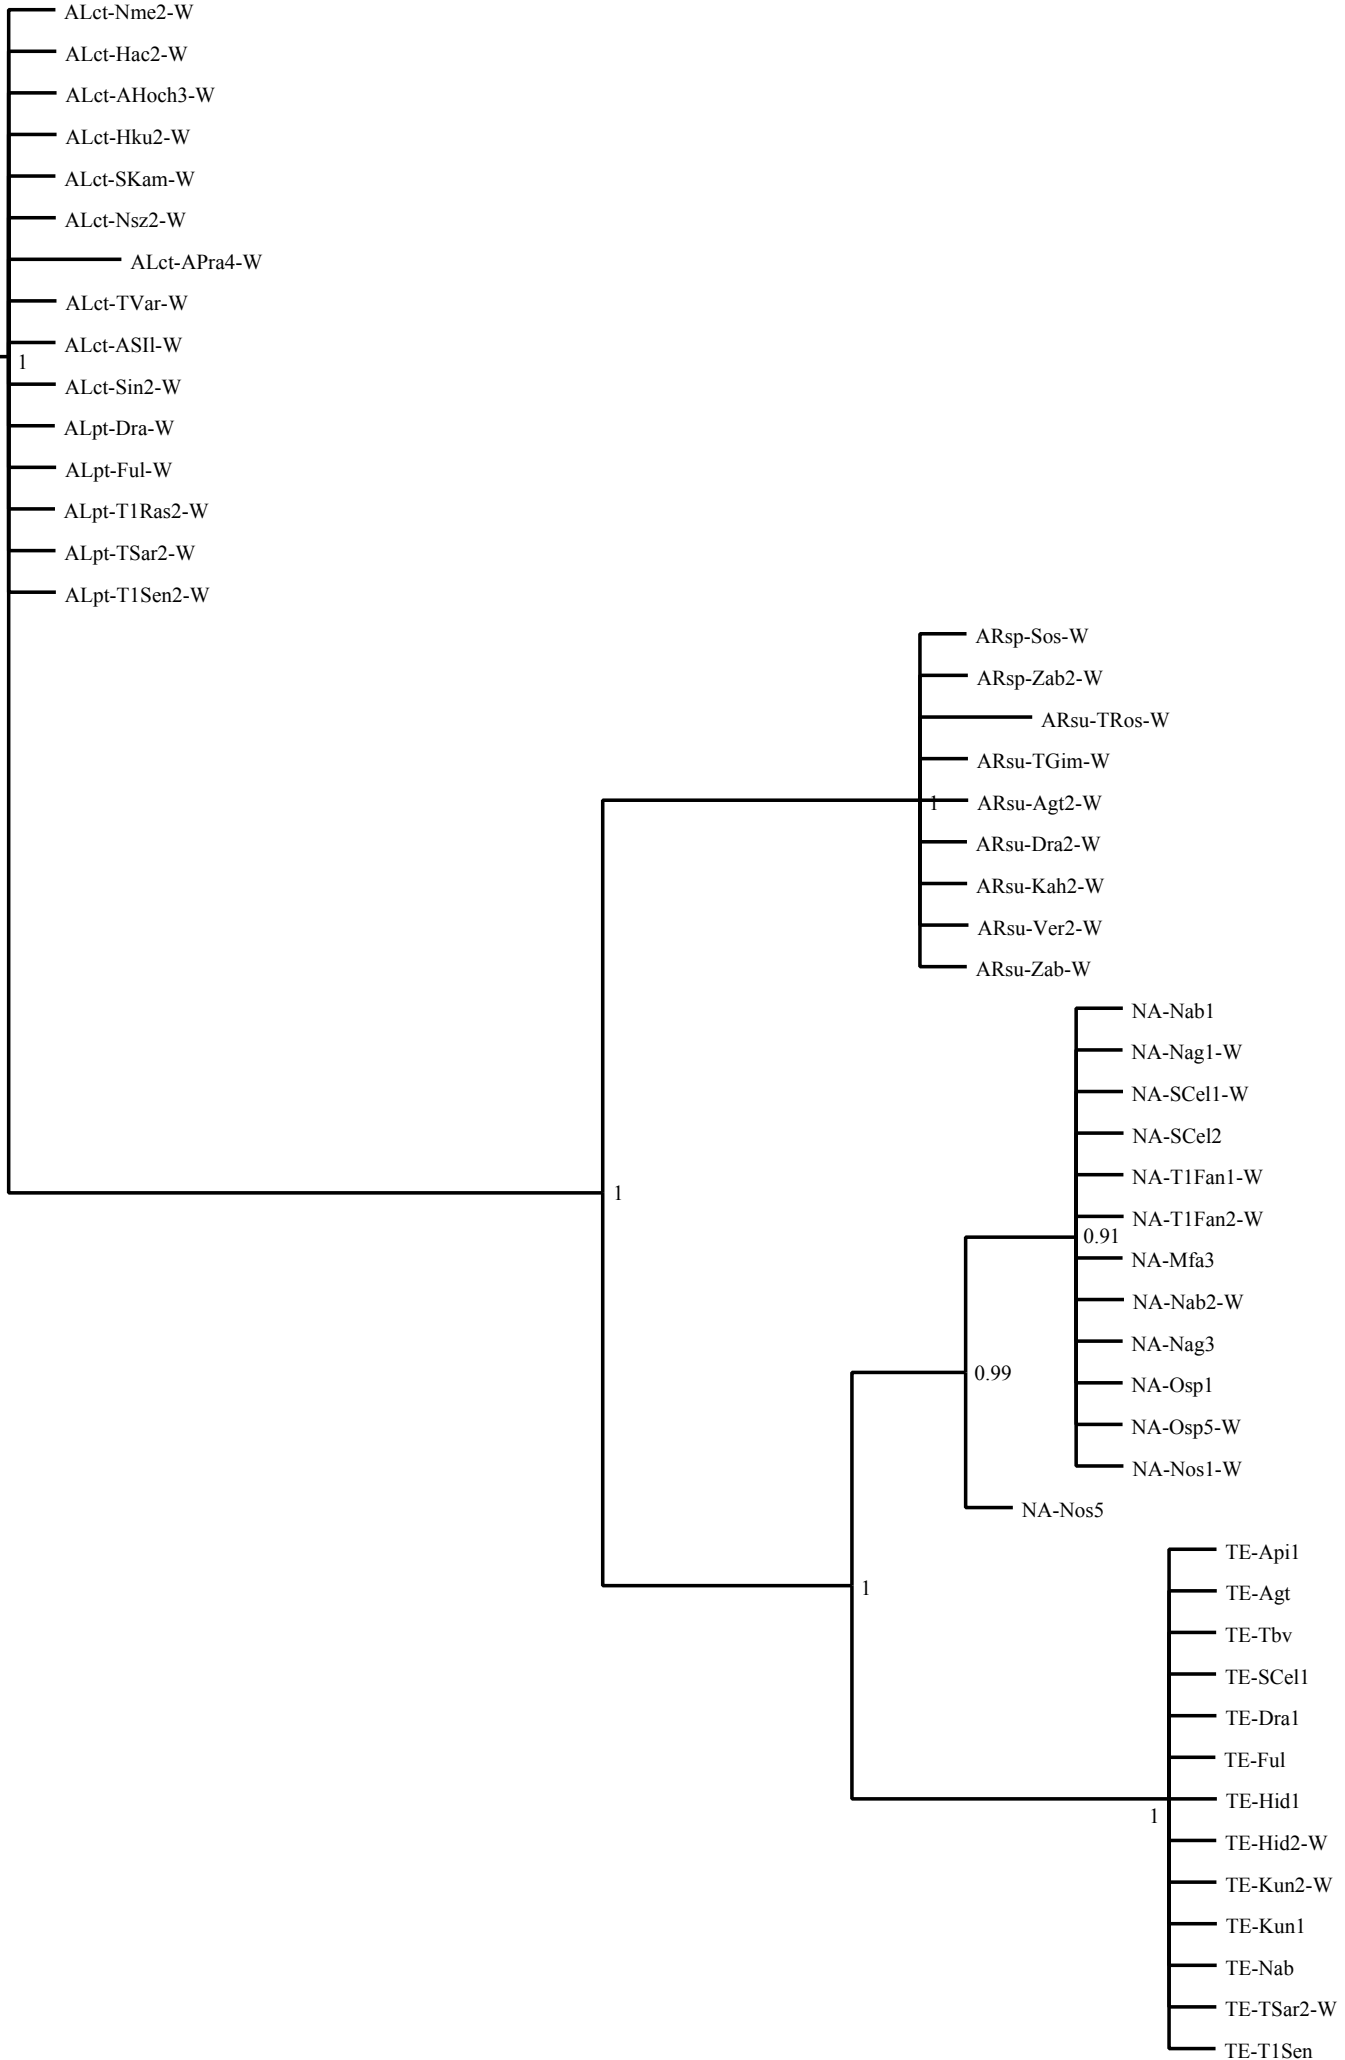 ALct-Nme2-W
ALct-Hac2-W
ALct-AHoch3-W
ALct-Hku2-W
ALct-SKam-W
ALct-Nsz2-W
ALct-APra4-W
ALct-TVar-W
ALct-ASIl-W
1
ALct-Sin2-W
ALpt-Dra-W
ALpt-Ful-W
ALpt-T1Ras2-W
ALpt-TSar2-W
ALpt-T1Sen2-W
ARsp-Sos-W
ARsp-Zab2-W
ARsu-TRos-W
ARsu-TGim-W
1 ARsu-Agt2-W
ARsu-Dra2-W
ARsu-Kah2-W
ARsu-Ver2-W
ARsu-Zab-W
NA-Nab1
NA-Nag1-W
NA-SCel1-W
NA-SCel2
NA-T1Fan1-W
1
NA-T1Fan2-W
0.91
NA-Mfa3
NA-Nab2-W
NA-Nag3
0.99
NA-Osp1
NA-Osp5-W
NA-Nos1-W
NA-Nos5
TE-Api1
1
TE-Agt
TE-Tbv
TE-SCel1
TE-Dra1
TE-Ful
TE-Hid1
1
TE-Hid2-W
TE-Kun2-W
TE-Kun1
TE-Nab
TE-TSar2-W
TE-T1Sen